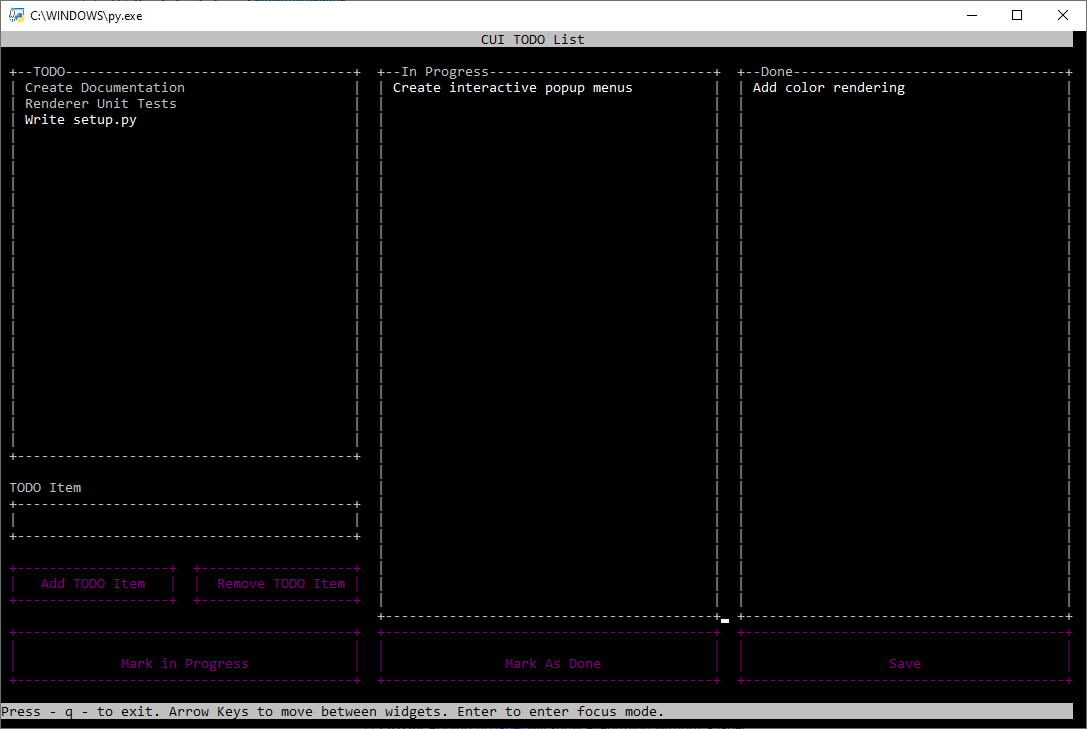 C:\WINDOWS\py.exe
CUI TODO List
TODO
Create Documentation
Renderer Unit Tests
Write setup.py
In Progress
Create interactive popup menus
Done
Add color rendering
TODO Item
Add TODO Item
Remove TODO Item
Mark in Progress
Mark As Done
Save
Press - q - to exit. Arrow Keys to move between widgets. Enter to enter focus mode.